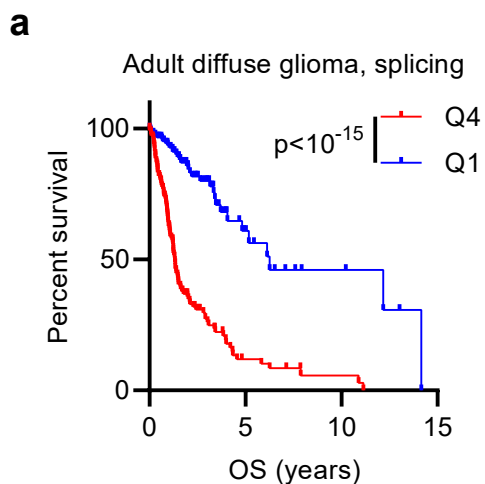 a
Adult diffuse glioma, splicing
Q4
p<10⁻¹⁵
Q1
100
50
0
Percent survival
0 5 10 15
OS (years)